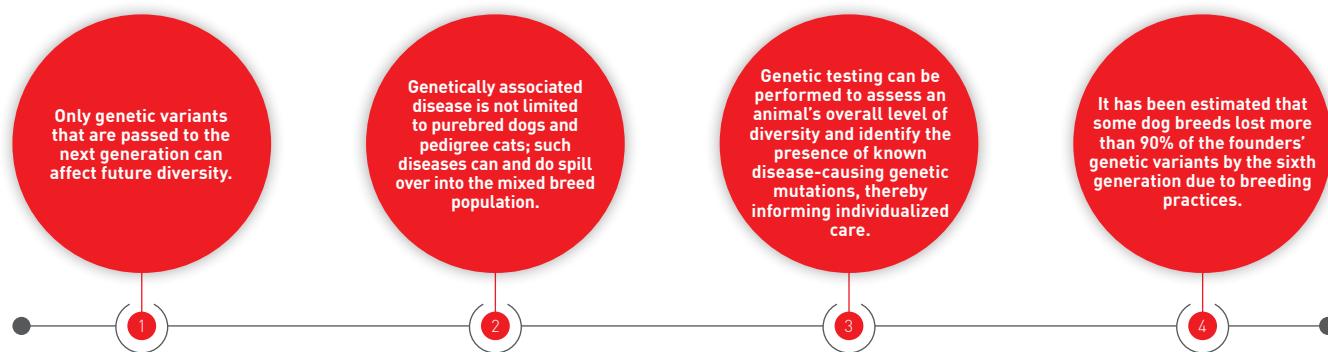 Only genetic variants
that are passed to the
next generation can
affect future diversity.
Genetically associated
disease is not limited
to purebred dogs and
pedigree cats; such
diseases can and do spill
over into the mixed breed
population.
Genetic testing can be
performed to assess an
animal's overall level of
diversity and identify the
presence of known
disease-causing genetic
mutations, thereby
informing individualized
care.
It has been estimated that
some dog breeds lost more
than 90% of the founders'
genetic variants by the sixth
generation due to breeding
practices.
1
2
3
4